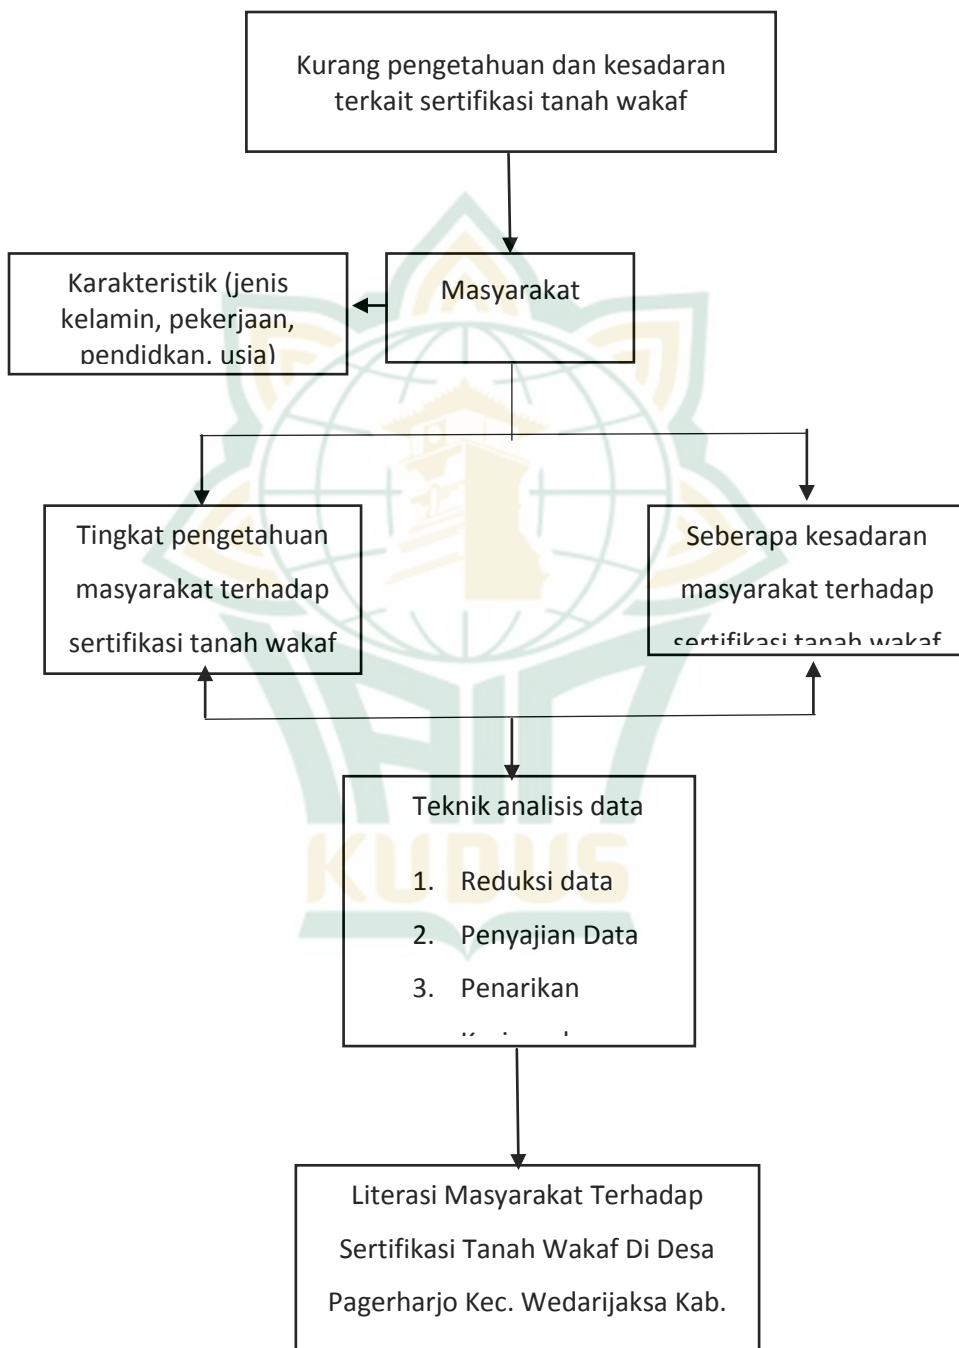 Kurang pengetahuan dan kesadaran
terkait sertifikasi tanah wakaf
Karakteristik (jenis
kelamin, pekerjaan,
pendidkan, usia)
Masyarakat
Tingkat pengetahuan
masyarakat terhadap
sertifikasi tanah wakaf
Seberapa kesadaran
masyarakat terhadap
sertifikasi tanah wakaf
Teknik analisis data
1. Reduksi data
2. Penyajian Data
3. Penarikan
Literasi Masyarakat Terhadap
Sertifikasi Tanah Wakaf Di Desa
Pagerharjo Kec. Wedarijaksa Kab.
IAIN
KUDUS